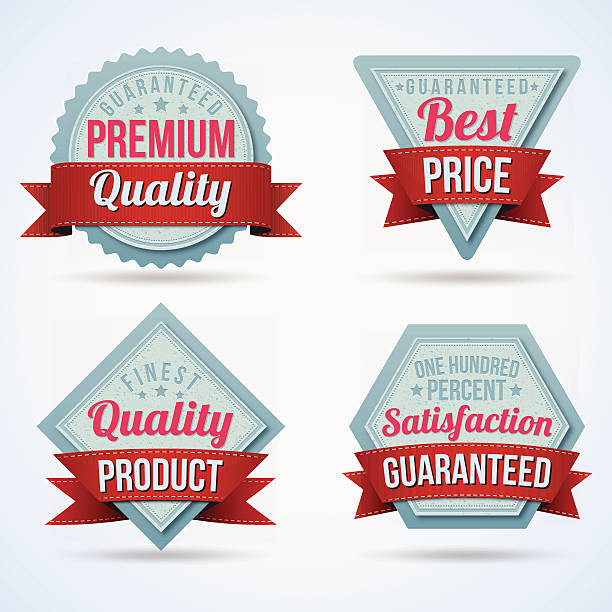 GUARANTEED
PREMIUM
Quality
GUARANTEED
Best
PRICE
FINEST
Quality
PRODUCT
ONE HUNDRED
PERCENT
Satisfaction
GUARANTEED